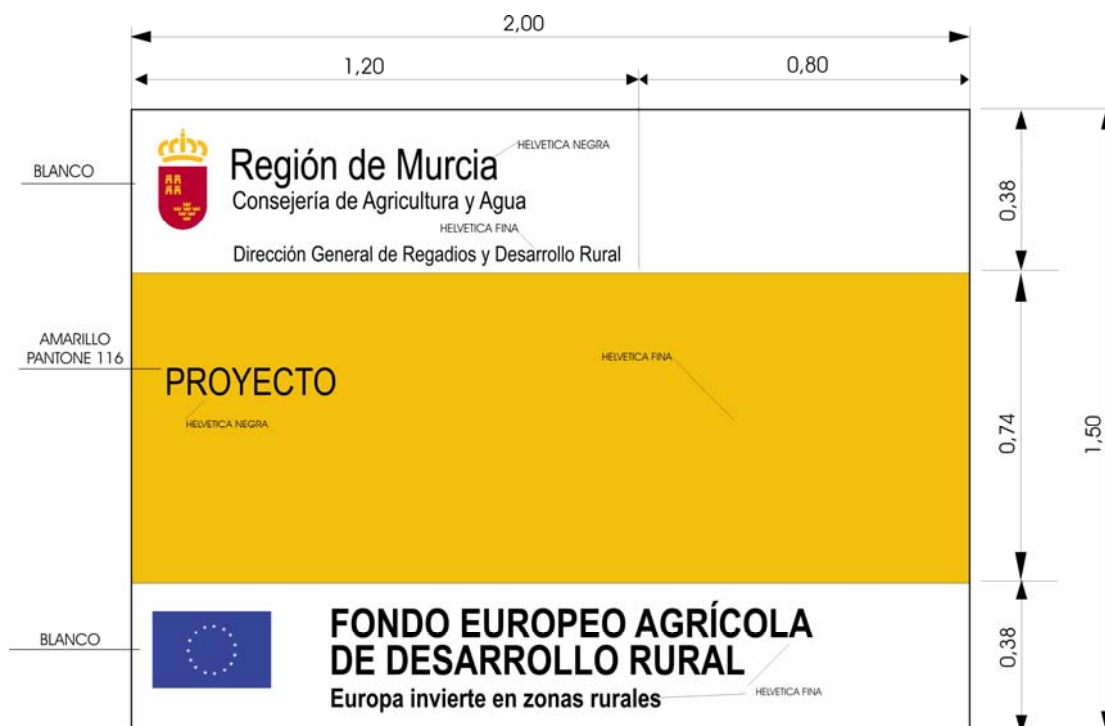 2,00
1,20
0,80
BLANCO
Región de Murcia
HELVETICA NEGRA
Consejería de Agricultura y Agua
HELVETICA FINA
Dirección General de Regadios y Desarrollo Rural
0,38
AMARILLO
PANTONE 116
PROYECTO
HELVETICA NEGRA
HELVETICA FINA
0,74
1,50
BLANCO
FONDO EUROPEO AGRÍCOLA
DE DESARROLLO RURAL
Europa invierte en zonas rurales
HELVETICA FINA
0,38